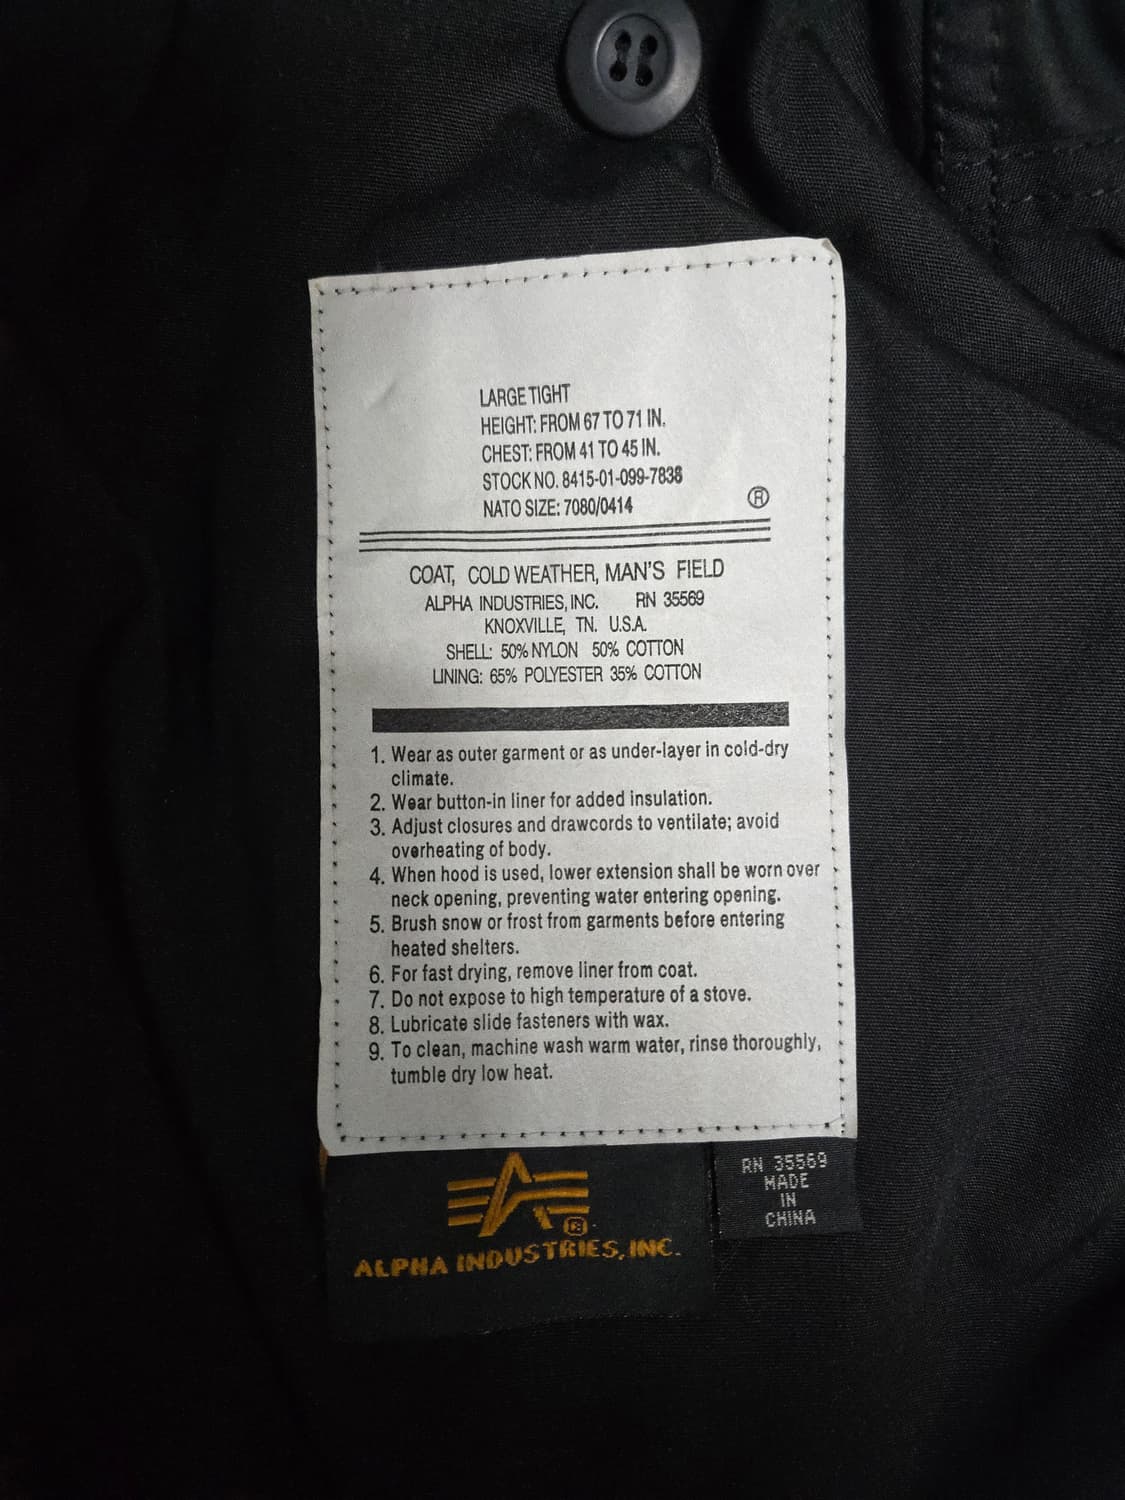 LARGE TIGHT
HEIGHT: FROM 67 TO 71 IN.
CHEST: FROM 41 TO 45 IN.
STOCK NO. 8415-01-099-7838
NATO SIZE: 7080/0414
®
COAT, COLD WEATHER, MAN'S FIELD
ALPHA INDUSTRIES, INC. RN 35569
KNOXVILLE, TN. U.S.A.
SHELL: 50% NYLON 50% COTTON
LINING: 65% POLYESTER 35% COTTON
1. Wear as outer garment or as under-layer in cold-dry
climate.
2. Wear button-in liner for added insulation.
3. Adjust closures and drawcords to ventilate; avoid
overheating of body.
4. When hood is used, lower extension shall be worn over
neck opening, preventing water entering opening.
5. Brush snow or frost from garments before entering
heated shelters.
6. For fast drying, remove liner from coat.
7. Do not expose to high temperature of a stove.
8. Lubricate slide fasteners with wax.
9. To clean, machine wash warm water, rinse thoroughly,
tumble dry low heat.
A ®
ALPHA INDUSTRIES, INC.
RN 35569
MADE
IN
CHINA